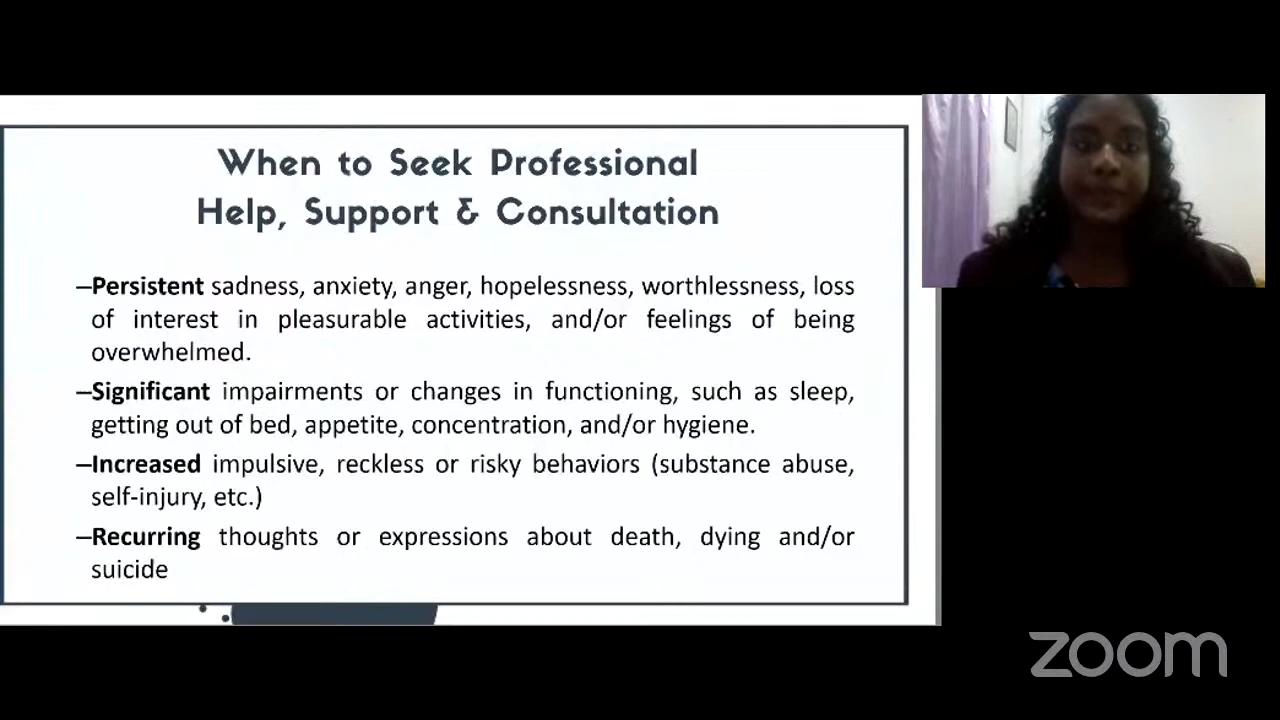 When to Seek Professional
Help, Support & Consultation
–Persistent sadness, anxiety, anger, hopelessness, worthlessness, loss
of interest in pleasurable activities, and/or feelings of being
overwhelmed.
–Significant impairments or changes in functioning, such as sleep,
getting out of bed, appetite, concentration, and/or hygiene.
–Increased impulsive, reckless or risky behaviors (substance abuse,
self-injury, etc.)
–Recurring thoughts or expressions about death, dying and/or
suicide
zoom